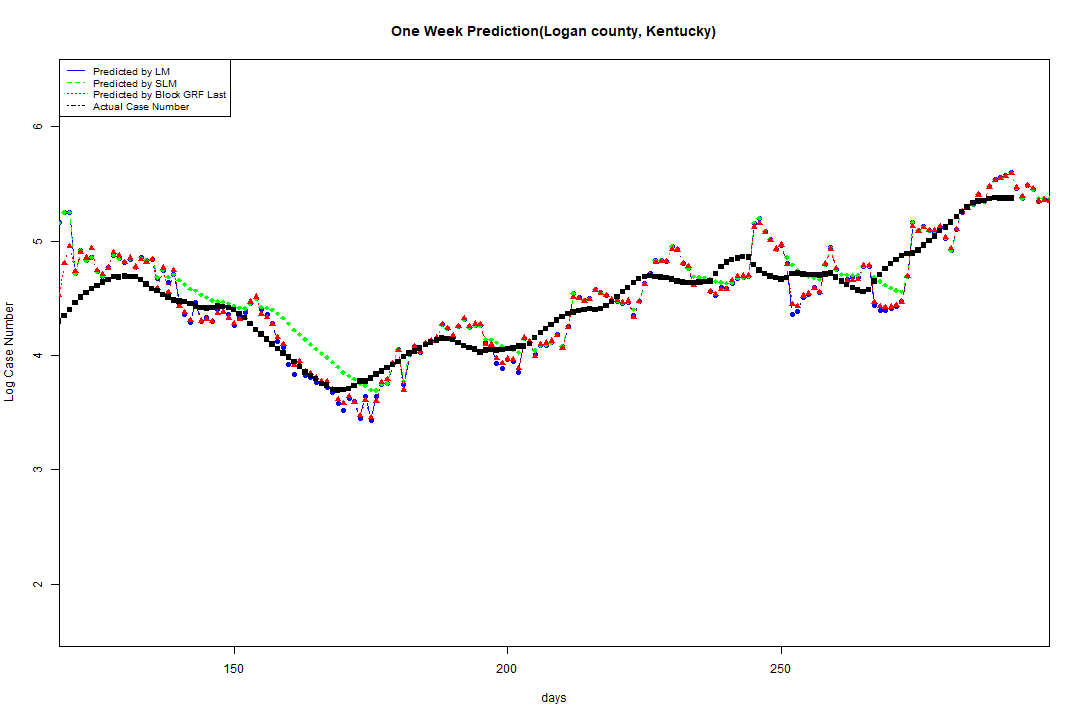 One Week Prediction(Logan county, Kentucky)
Predicted by LM
Predicted by SLM
Predicted by Block GRF Last
Actual Case Number
6
5
4
3
2
Log Case Number
150 200 250
days